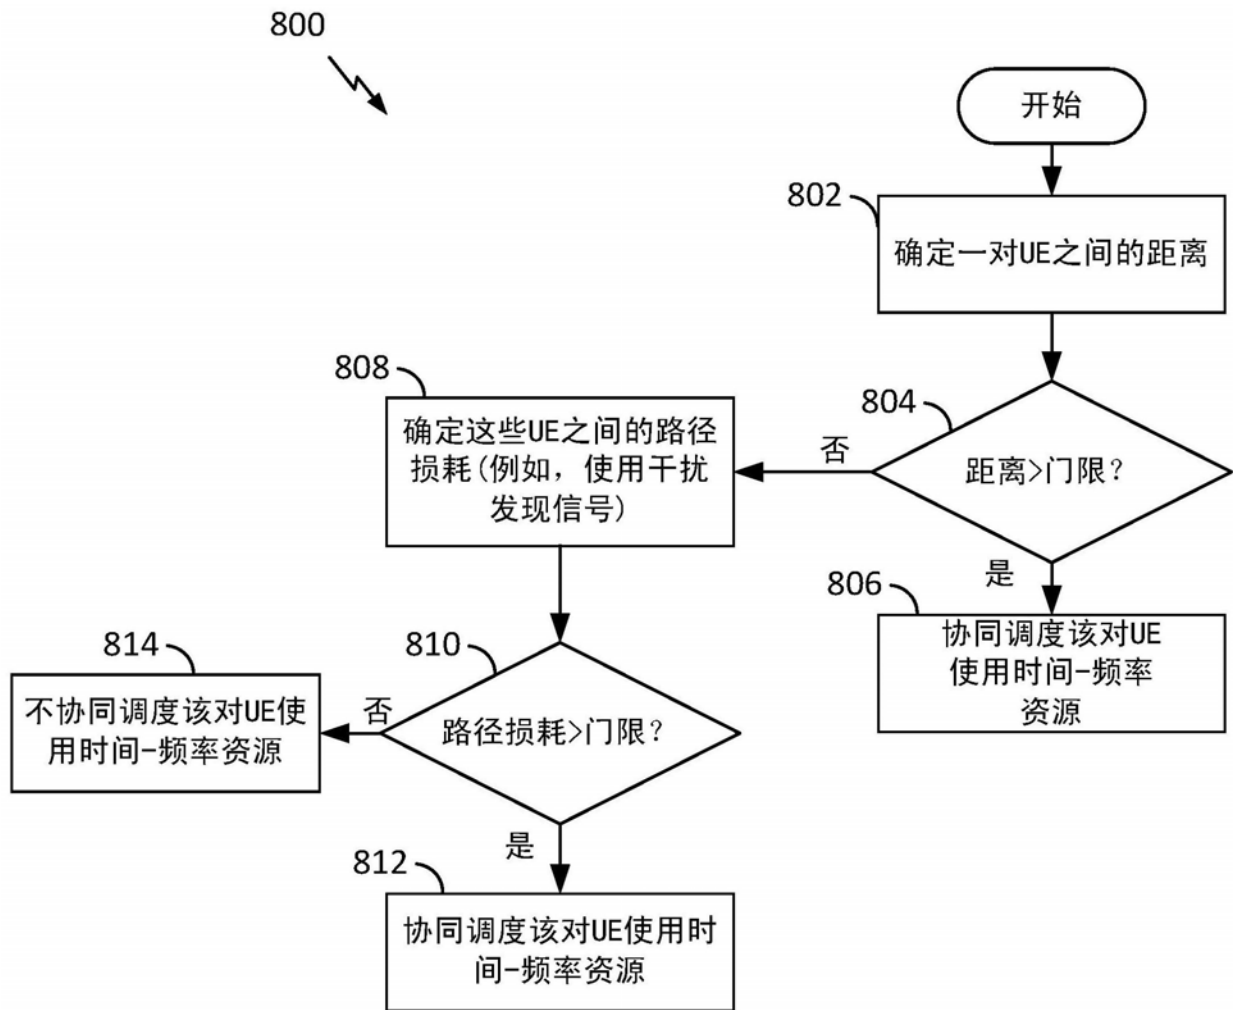 800
开始
802
确定一对UE之间的距离
804
距离>门限?
否
是
806
协同调度该对UE
使用时间-频率
资源
808
确定这些UE之间的路径
损耗(例如，使用干扰
发现信号)
810
路径损耗>门限?
否
是
814
不协同调度该对UE使
用时间-频率资源
812
协同调度该对UE使用时
间-频率资源